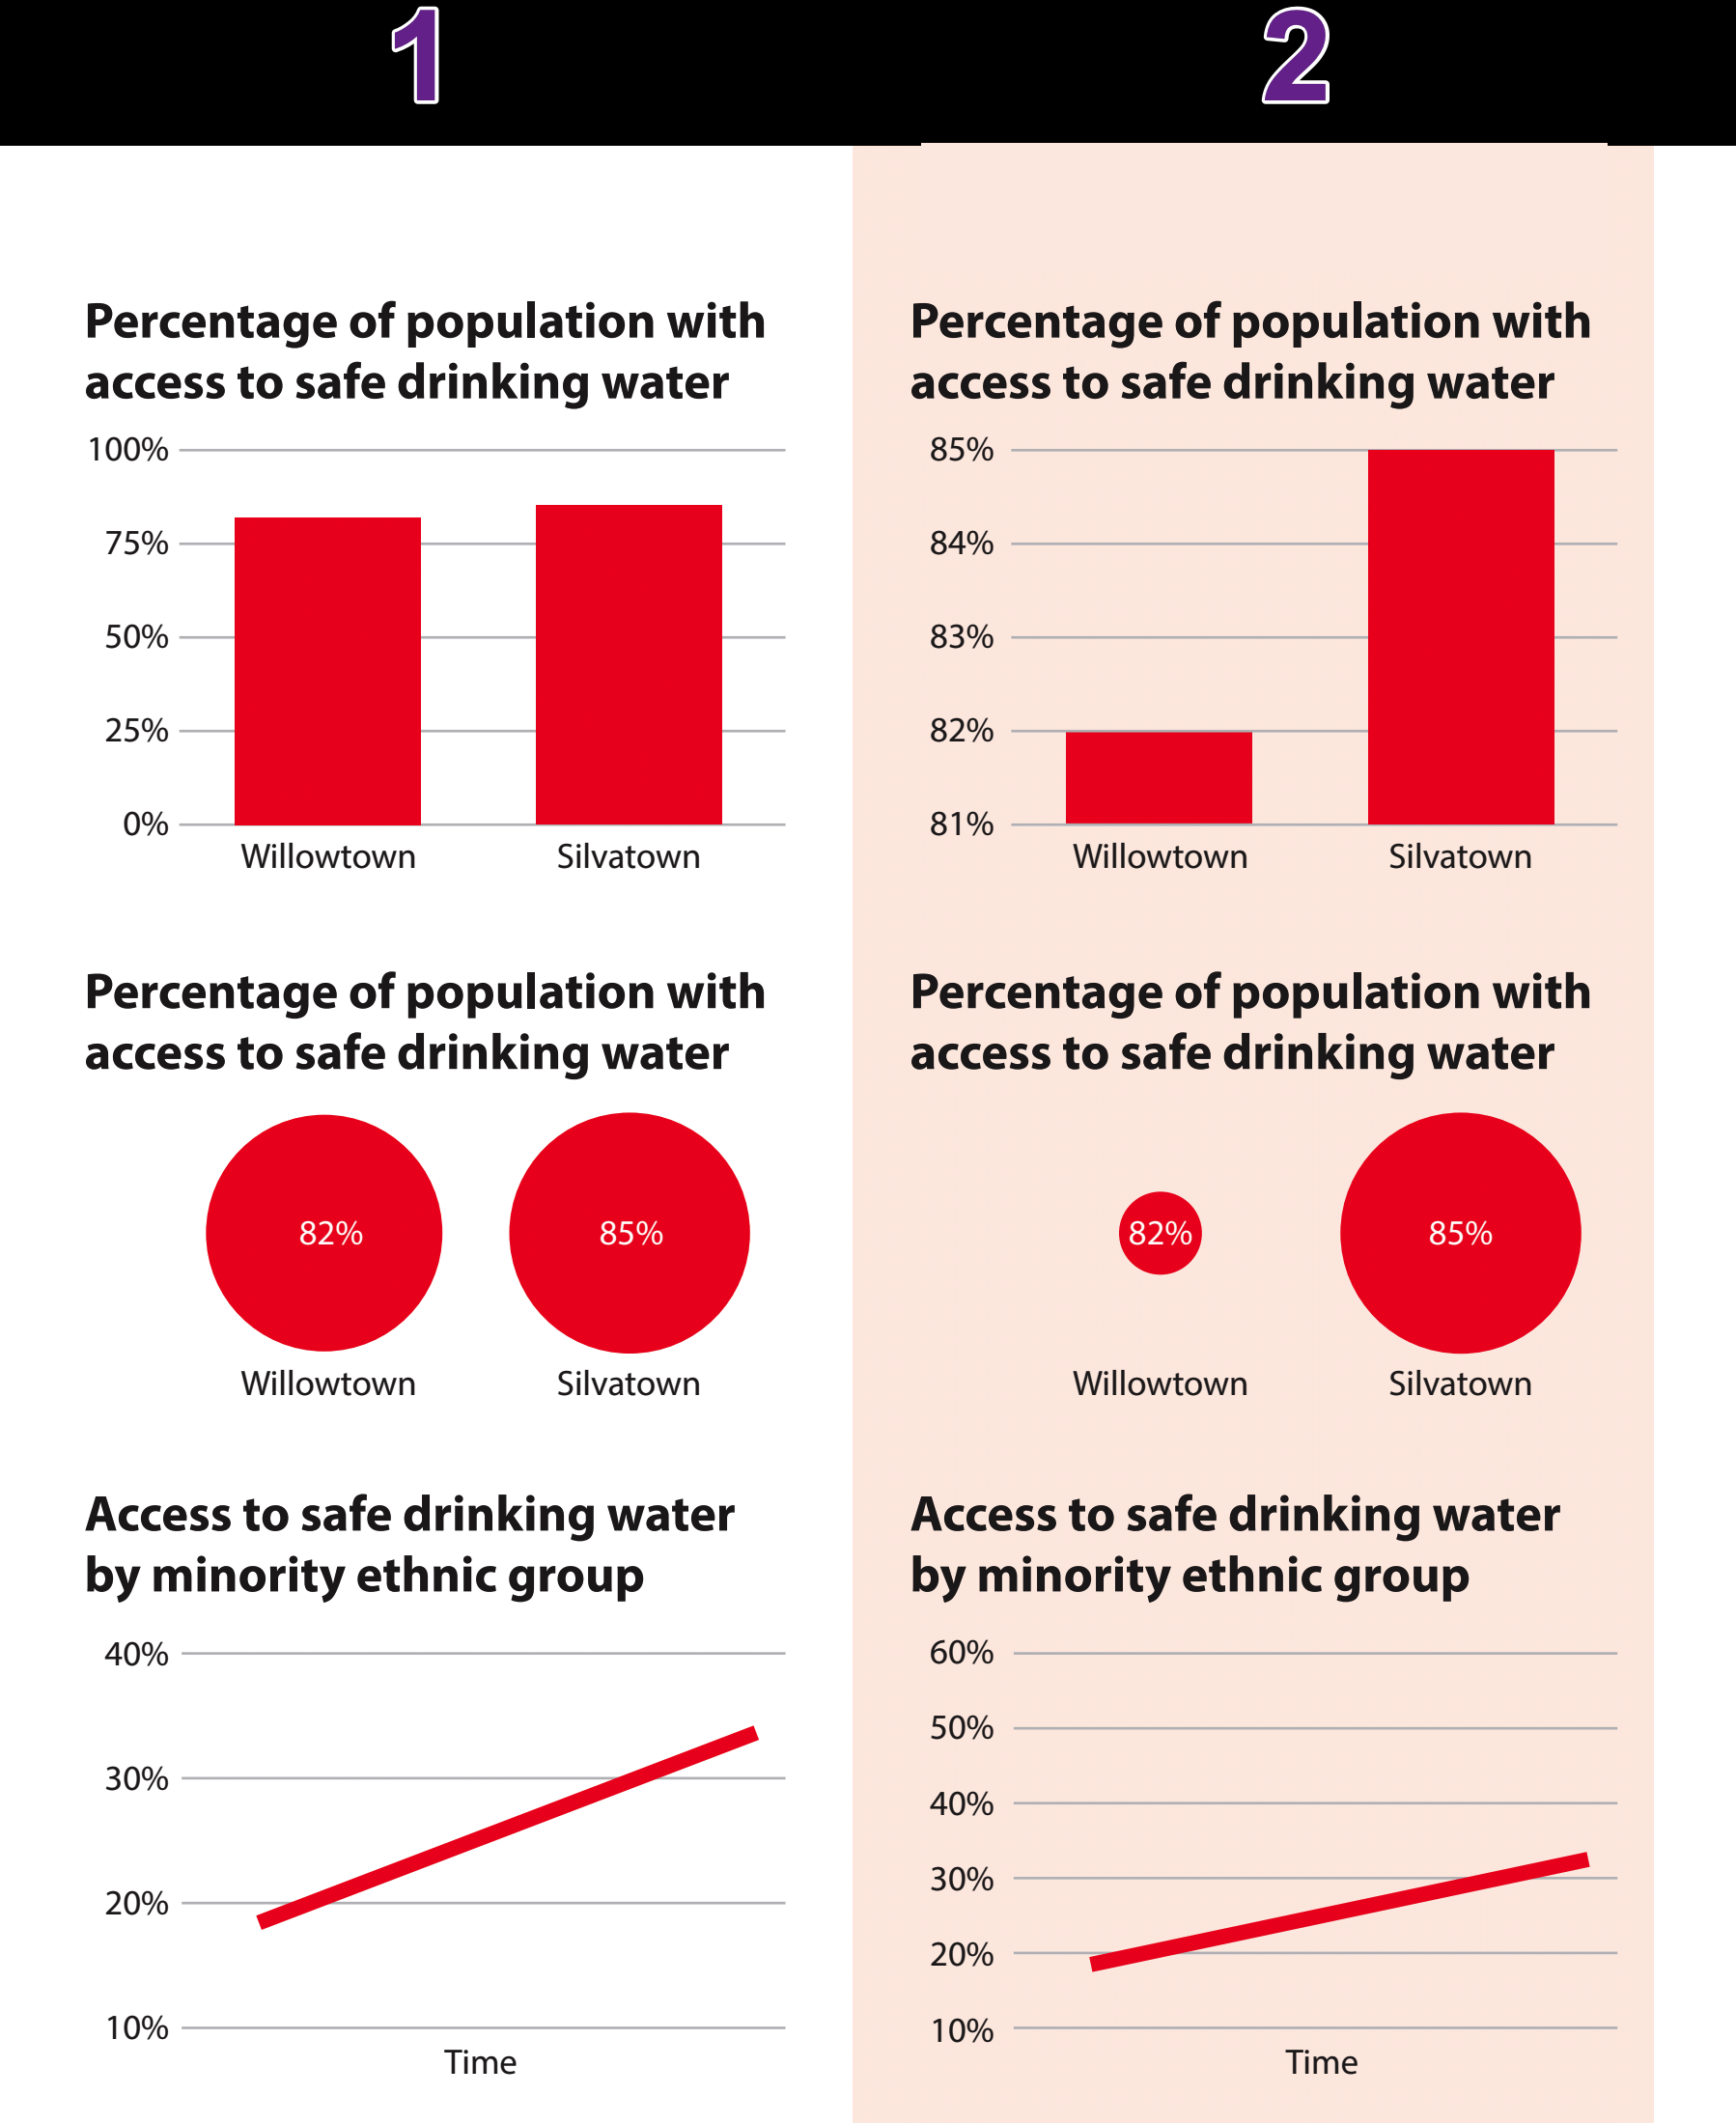 1
2
Percentage of population with
access to safe drinking water
100%
75%
50%
25%
0%
Willowtown Silvatown
Percentage of population with
access to safe drinking water
82% 85%
Willowtown Silvatown
Access to safe drinking water
by minority ethnic group
40%
30%
20%
10%
Time
Percentage of population with
access to safe drinking water
85%
84%
83%
82%
81%
Willowtown Silvatown
Percentage of population with
access to safe drinking water
82% 85%
Willowtown Silvatown
Access to safe drinking water
by minority ethnic group
60%
50%
40%
30%
20%
10%
Time